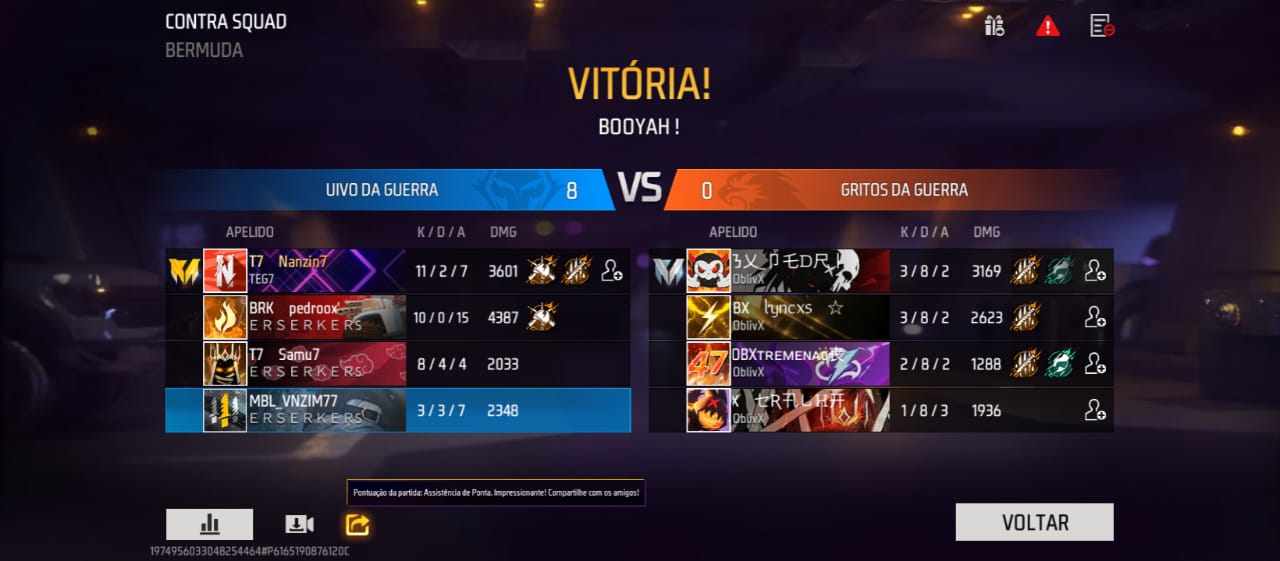 CONTRA SQUAD
BERMUDA
VITÓRIA!
BOOYAH !
UIVO DA GUERRA 8 VS 0 GRITOS DA GUERRA
APELIDO K / D / A DMG APELIDO K / D / A DMG
T7 Nanzin7 11 / 2 / 7 3601
TEG7
3 / 8 / 2 3169
OblivX
BRK pedroox' 10 / 0 / 15 4387
ERSERKERS
BX lyncxs ☆ 3 / 8 / 2 2623
OblivX
T7 Samu7 8 / 4 / 4 2033
ERSERKERS
2 / 8 / 2 1288
OblivX
47
MBL_VNZIM77 3 / 3 / 7 2348
ERSERKERS
1 / 8 / 3 1936
OblivX
Pontuação da partida: Assistência de Ponta. Impressionante! Compartilhe com os amigos!
VOLTAR
1974956033048254464#P6165190876120C